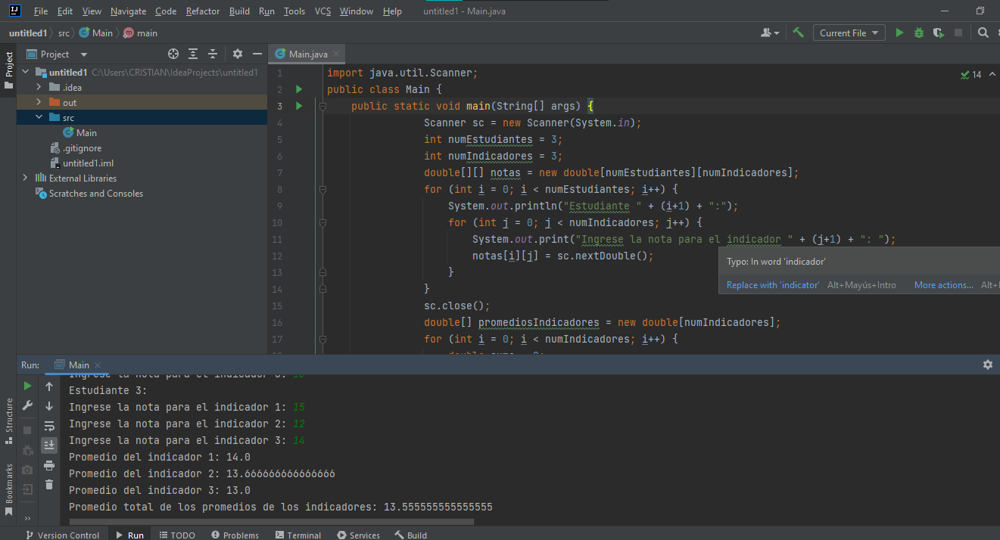 File Edit View Navigate Code Refactor Build Run Tools VCS Window Help untitled1 - Main.java
untitled1 src Main main Current File
Project
Project Main.java
untitled1 C:\Users\CRISTIAN\IdeaProjects\untitled1
.idea
out
src
Main
.gitignore
untitled1.iml
External Libraries
Scratches and Consoles
14
1 import java.util.Scanner;
2 public class Main {
3 public static void main(String[] args) {
4 Scanner sc = new Scanner(System.in);
5 int numEstudiantes = 3;
6 int numIndicadores = 3;
7 double[][] notas = new double[numEstudiantes][numIndicadores];
8 for (int i = 0; i < numEstudiantes; i++) {
9 System.out.println("Estudiante " + (i+1) + ":");
10 for (int j = 0; j < numIndicadores; j++) {
11 System.out.print("Ingrese la nota para el indicador " + (j+1) + ": ");
12 notas[i][j] = sc.nextDouble();
13 }
14 }
15 sc.close();
16 double[] promediosIndicadores = new double[numIndicadores];
17 for (int i = 0; i < numIndicadores; i++) {
Typo: In word 'indicador'
Replace with 'indicator' Alt+Mayús+Intro More actions... Alt+
Run: Main
Ingrese la nota para el indicador
Estudiante 3:
Ingrese la nota para el indicador 1: 15
Ingrese la nota para el indicador 2: 12
Ingrese la nota para el indicador 3: 14
Promedio del indicador 1: 14.0
Promedio del indicador 2: 13.666666666666666
Promedio del indicador 3: 13.0
Promedio total de los promedios de los indicadores: 13.555555555555555
Structure
Bookmarks
Version Control Run TODO Problems Terminal Services Build